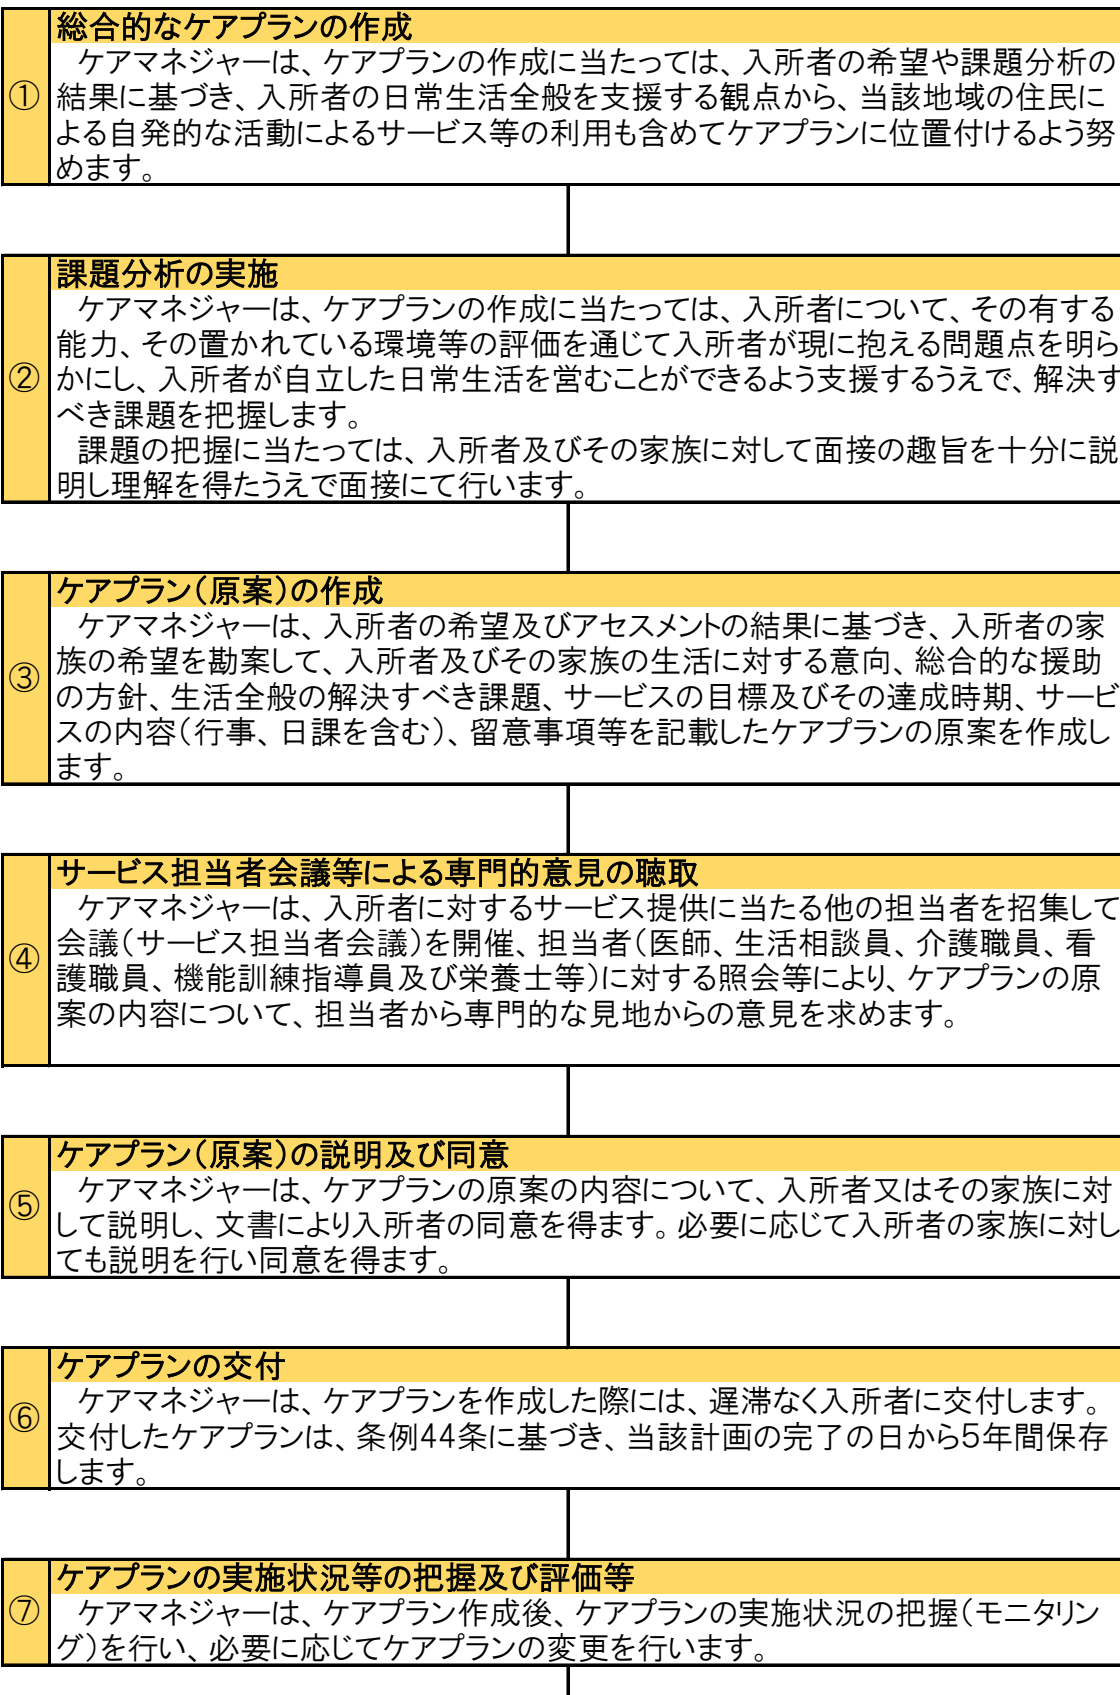 総合的なケアプランの作成
① ケアマネジャーは、ケアプランの作成に当たっては、入所者の希望や課題分析の
結果に基づき、入所者の日常生活全般を支援する観点から、当該地域の住民に
よる自発的な活動によるサービス等の利用も含めてケアプランに位置付けるよう努
めます。
課題分析の実施
② ケアマネジャーは、ケアプランの作成に当たっては、入所者について、その有する
能力、その置かれている環境等の評価を通じて入所者が現に抱える問題点を明ら
かにし、入所者が自立した日常生活を営むことができるよう支援するうえで、解決す
べき課題を把握します。
課題の把握に当たっては、入所者及びその家族に対して面接の趣旨を十分に説
明し理解を得たうえで面接にて行います。
ケアプラン(原案)の作成
③ ケアマネジャーは、入所者の希望及びアセスメントの結果に基づき、入所者の家
族の希望を勘案して、入所者及びその家族の生活に対する意向、総合的な援助
の方針、生活全般の解決すべき課題、サービスの目標及びその達成時期、サービ
スの内容(行事、日課を含む)、留意事項等を記載したケアプランの原案を作成し
ます。
サービス担当者会議等による専門的意見の聴取
④ ケアマネジャーは、入所者に対するサービス提供に当たる他の担当者を招集して
会議(サービス担当者会議)を開催、担当者(医師、生活相談員、介護職員、看
護職員、機能訓練指導員及び栄養士等)に対する照会等により、ケアプランの原
案の内容について、担当者から専門的な見地からの意見を求めます。
ケアプラン(原案)の説明及び同意
⑤ ケアマネジャーは、ケアプランの原案の内容について、入所者又はその家族に対
して説明し、文書により入所者の同意を得ます。必要に応じて入所者の家族に対し
ても説明を行い同意を得ます。
ケアプランの交付
⑥ ケアマネジャーは、ケアプランを作成した際には、遅滞なく入所者に交付します。
交付したケアプランは、条例44条に基づき、当該計画の完了の日から5年間保存
します。
ケアプランの実施状況等の把握及び評価等
⑦ ケアマネジャーは、ケアプラン作成後、ケアプランの実施状況の把握(モニタリン
グ)を行い、必要に応じてケアプランの変更を行います。